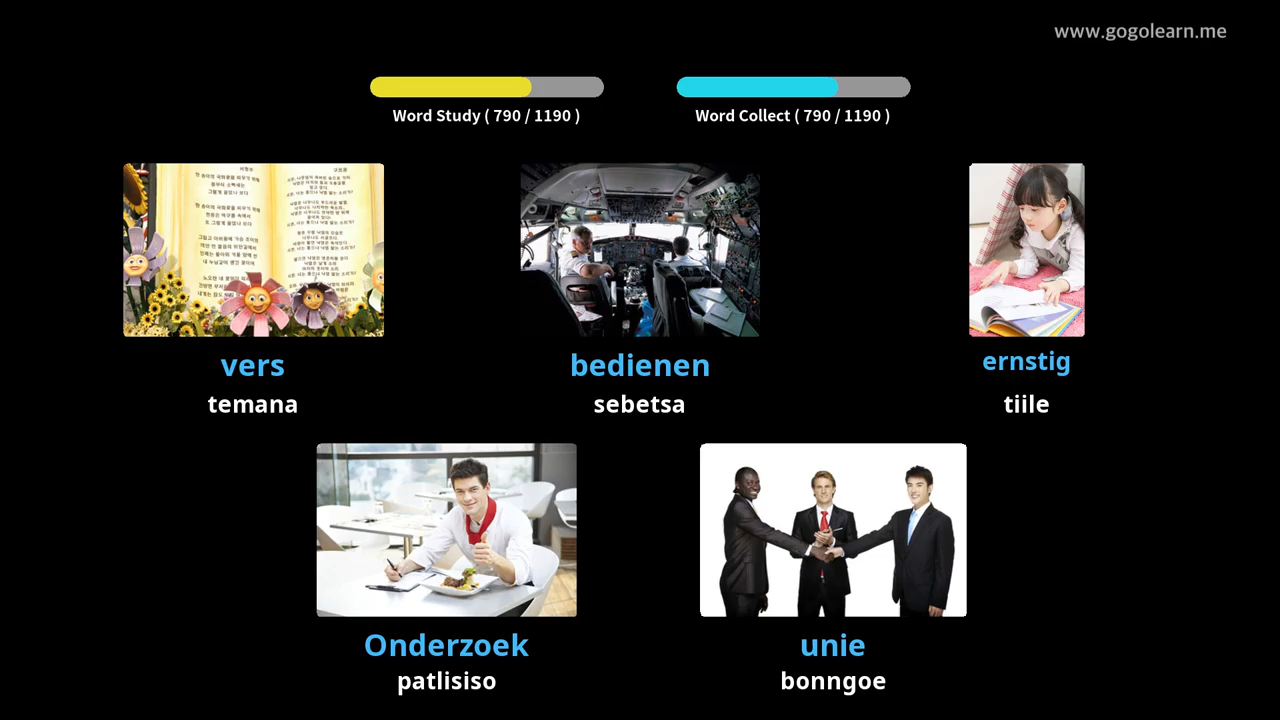 www.gogolearn.me
Word Study ( 790 / 1190 )
Word Collect ( 790 / 1190 )
vers
temana
bedienen
sebetsa
ernstig
tiile
Onderzoek
patlisiso
unie
bonngoe